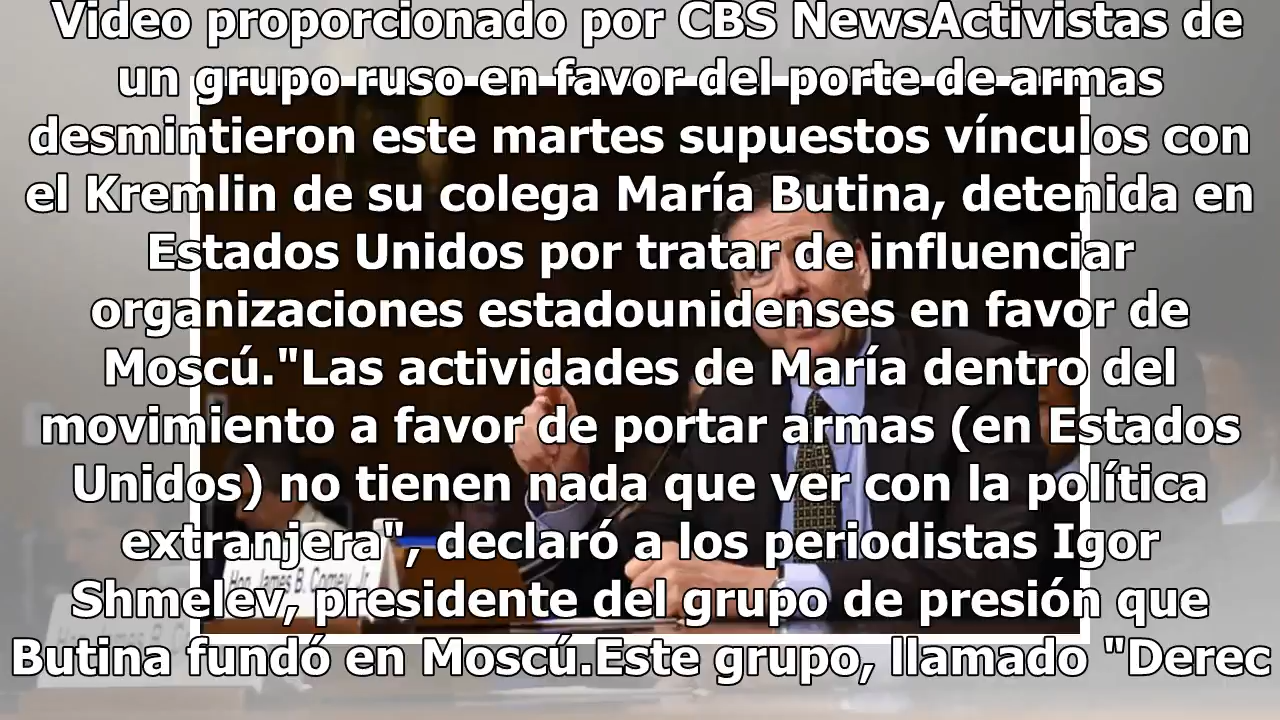 Video proporcionado por CBS NewsActivistas de
un grupo ruso en favor del porte de armas
desmintieron este martes supuestos vínculos con
el Kremlin de su colega María Butina, detenida en
Estados Unidos por tratar de influenciar
organizaciones estadounidenses en favor de
Moscú."Las actividades de María dentro del
movimiento a favor de portar armas (en Estados
Unidos) no tienen nada que ver con la política
extranjera", declaró a los periodistas Igor
Shmelev, presidente del grupo de presión que
Butina fundó en Moscú.Este grupo, llamado "Derec
Hon. James B. Comey, Jr.